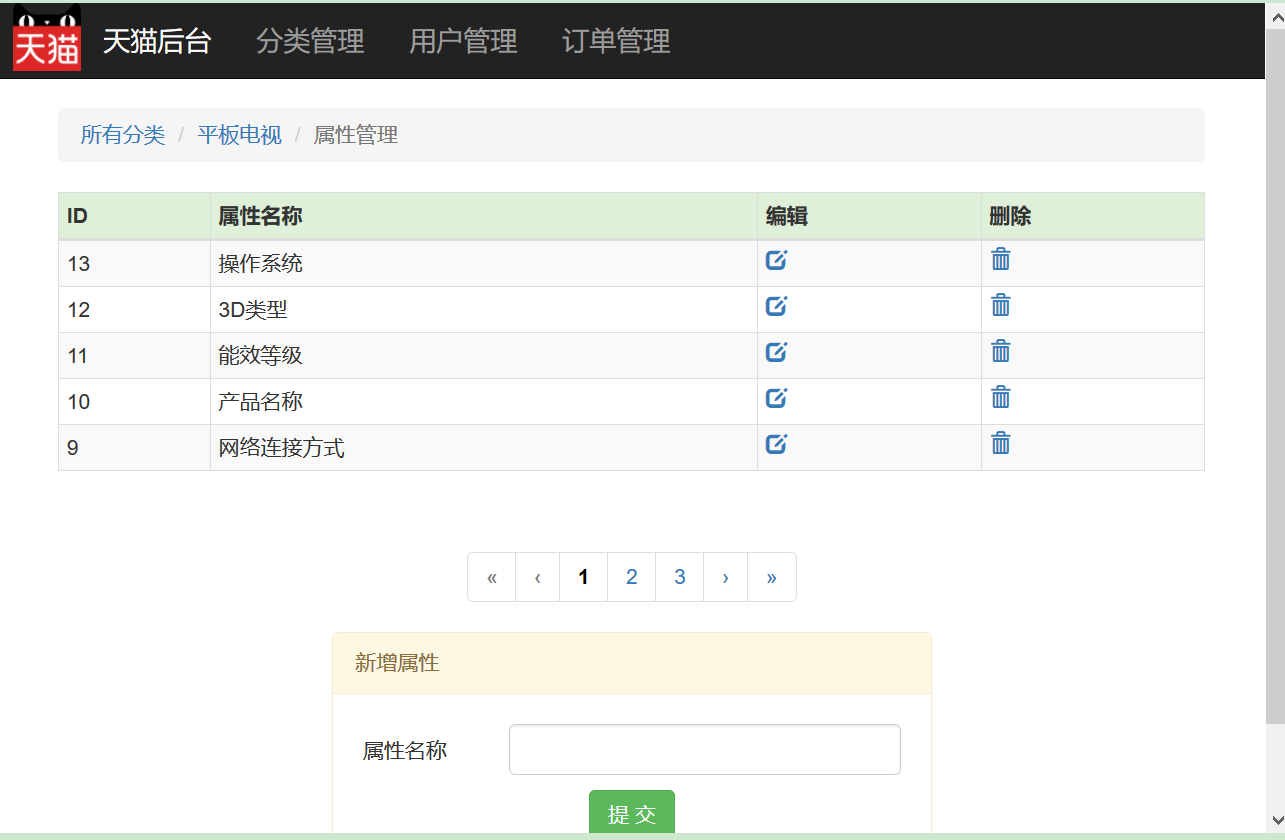 天猫 天猫后台 分类管理 用户管理 订单管理
所有分类 / 平板电视 / 属性管理
ID 属性名称 编辑 删除
13 操作系统
12 3D类型
11 能效等级
10 产品名称
9 网络连接方式
« ‹ 1 2 3 › »
新增属性
属性名称
提 交